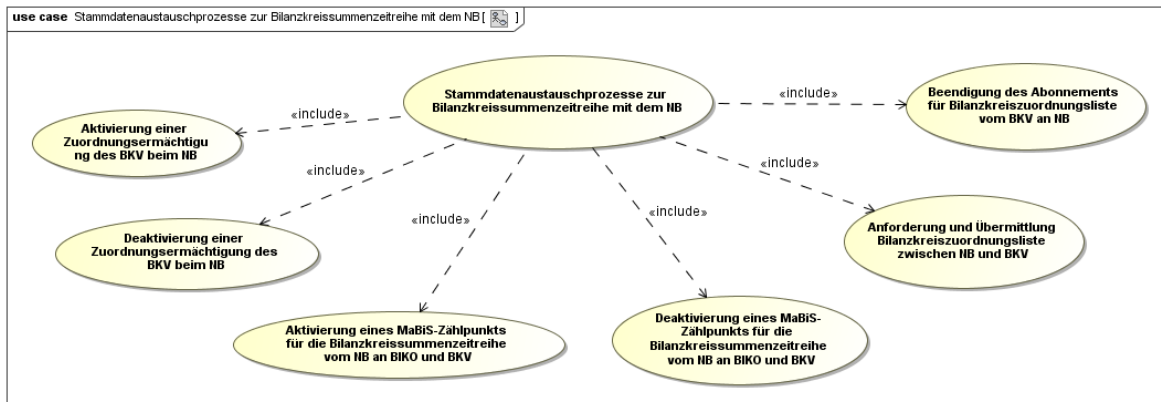 use case Stammdatenaustauschprozesse zur Bilanzkreissummenzeitreihe mit dem NB [ ]
Stammdatenaustauschprozesse zur
Bilanzkreissummenzeitreihe mit dem NB
Beendigung des Abonnements
für Bilanzkreiszuordnungsliste
vom BKV an NB
«include»
«include»
Aktivierung einer
Zuordnungsermächtigu
ng des BKV beim NB
«include»
«include»
«include»
«include»
Deaktivierung einer
Zuordnungsermächtigung des
BKV beim NB
Anforderung und Übermittlung
Bilanzkreiszuordnungsliste
zwischen NB und BKV
Aktivierung eines MaBiS-Zählpunkts
für die Bilanzkreissummenzeitreihe
vom NB an BIKO und BKV
Deaktivierung eines MaBiS-
Zählpunkts für die
Bilanzkreissummenzeitreihe
vom NB an BIKO und BKV